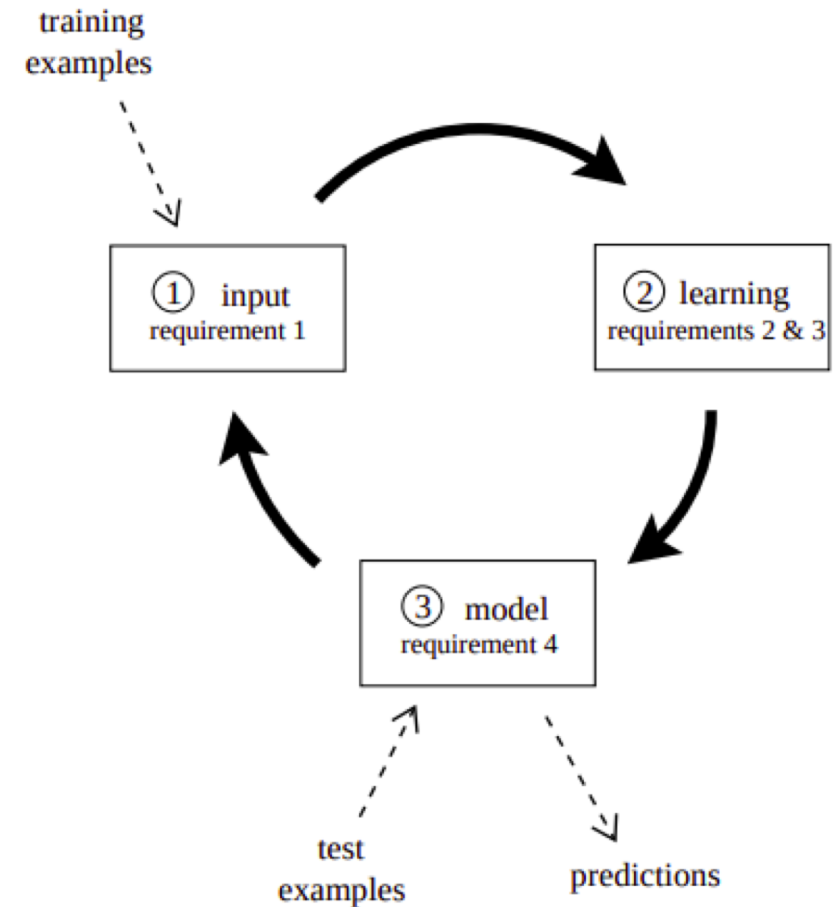 training
examples
① input
requirement 1
② learning
requirements 2 & 3
③ model
requirement 4
test
examples
predictions